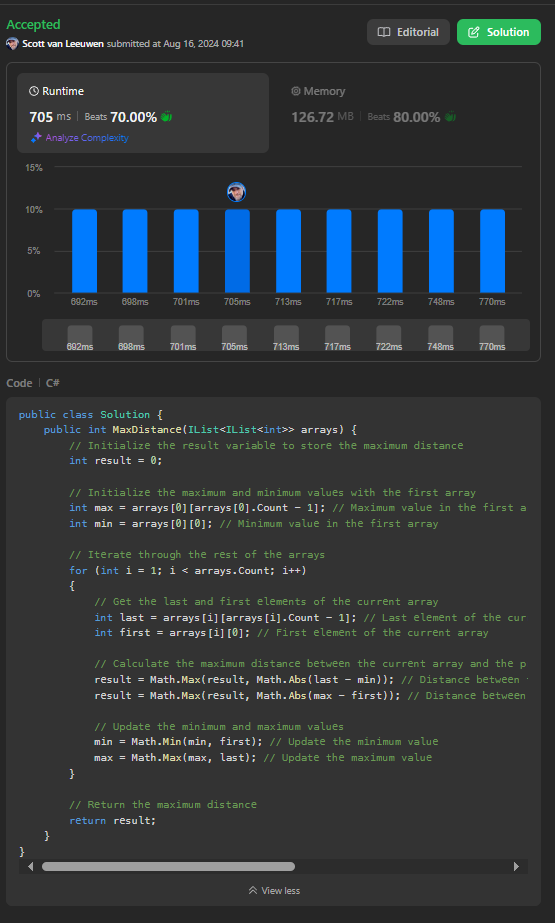 Accepted
Editorial
Solution
Scott van Leeuwen submitted at Aug 16, 2024 09:41
Runtime
705 ms | Beats 70.00%
Analyze Complexity
Memory
126.72 MB | Beats 80.00%
15%
10%
5%
0%
692ms 698ms 701ms 705ms 713ms 717ms 722ms 748ms 770ms
692ms 698ms 701ms 705ms 713ms 717ms 722ms 748ms 770ms
Code | C#
public class Solution {
    public int MaxDistance(IList<IList<int>> arrays) {
        // Initialize the result variable to store the maximum distance
        int result = 0;
        // Initialize the maximum and minimum values with the first array
        int max = arrays[0][arrays[0].Count - 1]; // Maximum value in the first a
        int min = arrays[0][0]; // Minimum value in the first array
        // Iterate through the rest of the arrays
        for (int i = 1; i < arrays.Count; i++)
        {
            // Get the last and first elements of the current array
            int last = arrays[i][arrays[i].Count - 1]; // Last element of the cur
            int first = arrays[i][0]; // First element of the current array
            // Calculate the maximum distance between the current array and the p
            result = Math.Max(result, Math.Abs(last - min)); // Distance between
            result = Math.Max(result, Math.Abs(max - first)); // Distance between
            // Update the minimum and maximum values
            min = Math.Min(min, first); // Update the minimum value
            max = Math.Max(max, last); // Update the maximum value
        }
        // Return the maximum distance
        return result;
    }
}
View less